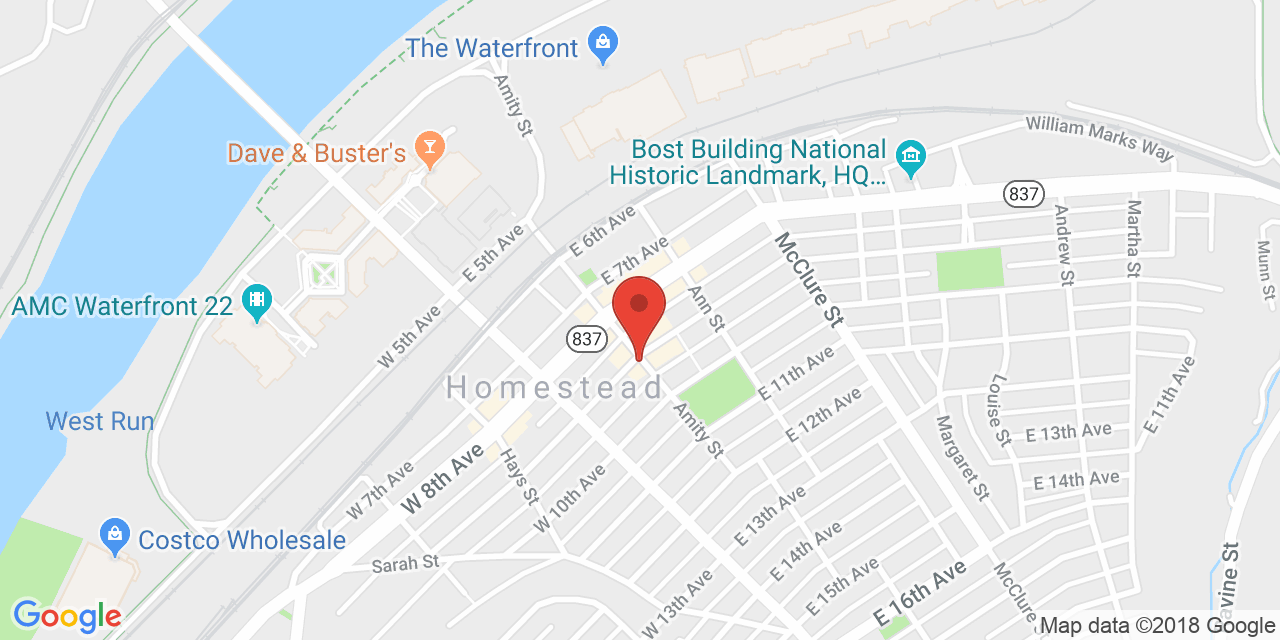 The Waterfront
Amity St
Dave & Buster's
Bost Building National
Historic Landmark, HQ...
William Marks Way
837
E 6th Ave
E 7th Ave
E 5th Ave
McClure St
Andrew St
Martha St
Munn St
AMC Waterfront 22
W 5th Ave
Ann St
837
Homestead
E 11th Ave
E 12th Ave
Louise St
E 11th Ave
West Run
Amity St
Margaret St
E 13th Ave
E 14th Ave
W 7th Ave
W 8th Ave
Hays St
W 10th Ave
E 13th Ave
E 14th Ave
E 15th Ave
E 16th Ave
Costco Wholesale
Sarah St
W 13th Ave
McClure
vine St
Google
Map data ©2018 Google